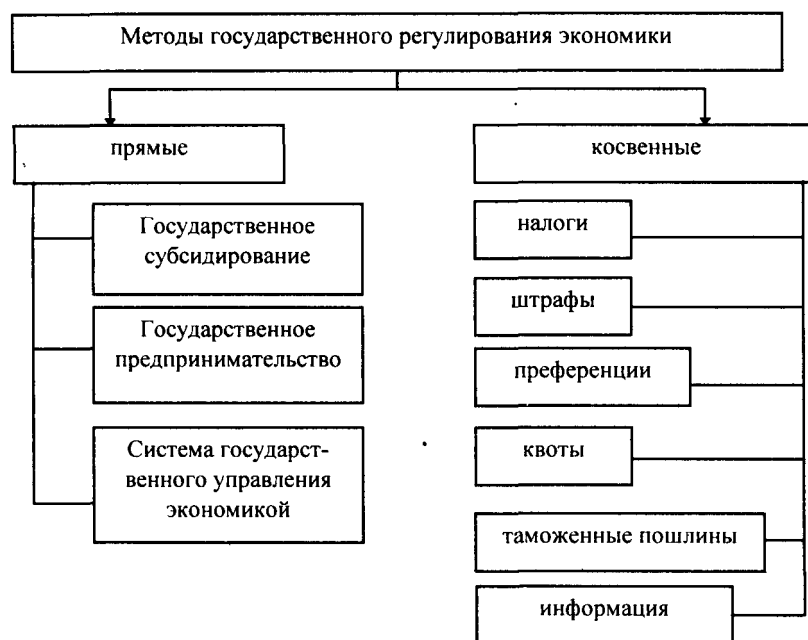 Методы государственного регулирования экономики
прямые
Государственное
субсидирование
Государственное
предпринимательство
Система государст-
венного управления
экономикой
косвенные
налоги
штрафы
преференции
квоты
таможенные пошлины
информация